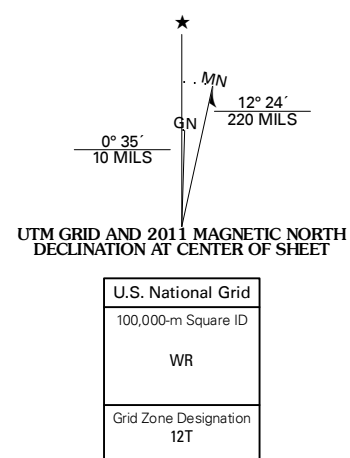 ★
MN
12° 24´
220 MILS
GN
0° 35´
10 MILS
UTM GRID AND 2011 MAGNETIC NORTH
DECLINATION AT CENTER OF SHEET
U.S. National Grid
100,000-m Square ID
WR
Grid Zone Designation
12T